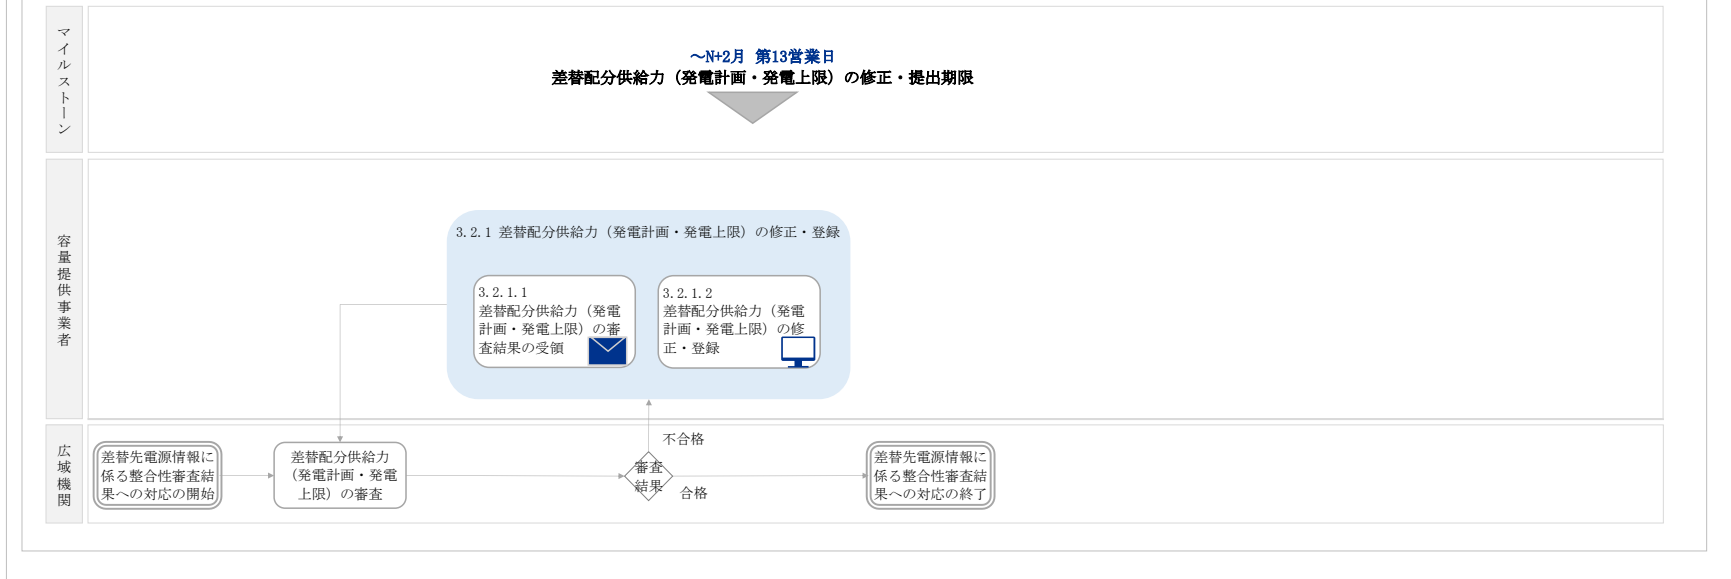 マイルストーン
～N+2月 第13営業日
差替配分供給力（発電計画・発電上限）の修正・提出期限
容量提供事業者
3.2.1 差替配分供給力（発電計画・発電上限）の修正・登録
3.2.1.1
差替配分供給力（発電
計画・発電上限）の審
査結果の受領
3.2.1.2
差替配分供給力（発電
計画・発電上限）の修
正・登録
広域機関
差替先電源情報に
係る整合性審査結
果への対応の開始
差替配分供給力
（発電計画・発電
上限）の審査
審査
結果
不合格
合格
差替先電源情報に
係る整合性審査結
果への対応の終了